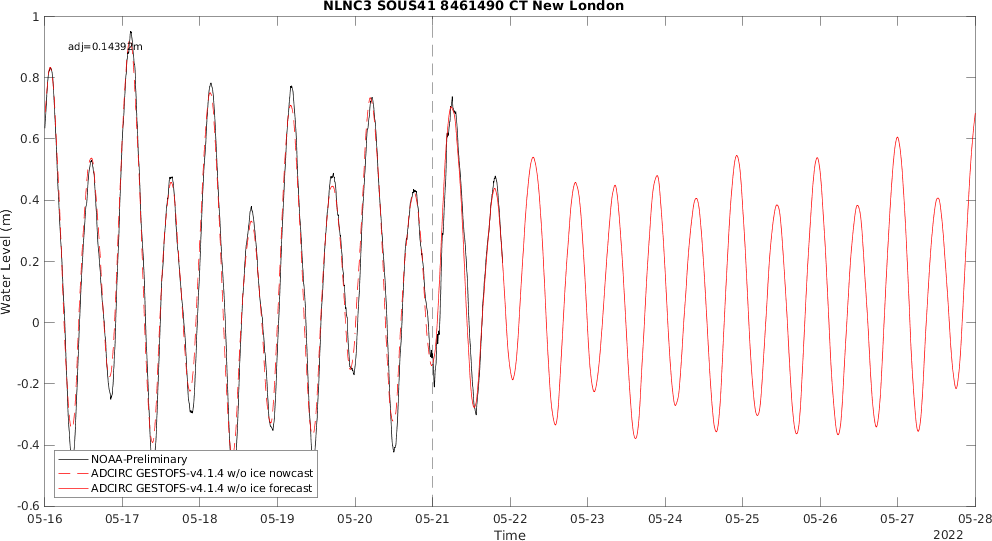 NLNC3 SOUS41 8461490 CT New London
adj=0.14392m
Water Level (m)
1
0.8
0.6
0.4
0.2
0
-0.2
-0.4
-0.6
NOAA-Preliminary
ADCIRC GESTOFS-v4.1.4 w/o ice nowcast
ADCIRC GESTOFS-v4.1.4 w/o ice forecast
05-16 05-17 05-18 05-19 05-20 05-21 05-22 05-23 05-24 05-25 05-26 05-27 05-28
Time
2022